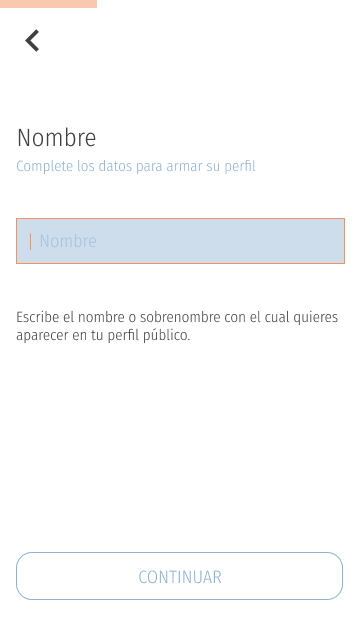 Nombre
Complete los datos para armar su perfil
Nombre
Escribe el nombre o sobrenombre con el cual quieres
aparecer en tu perfil público.
CONTINUAR